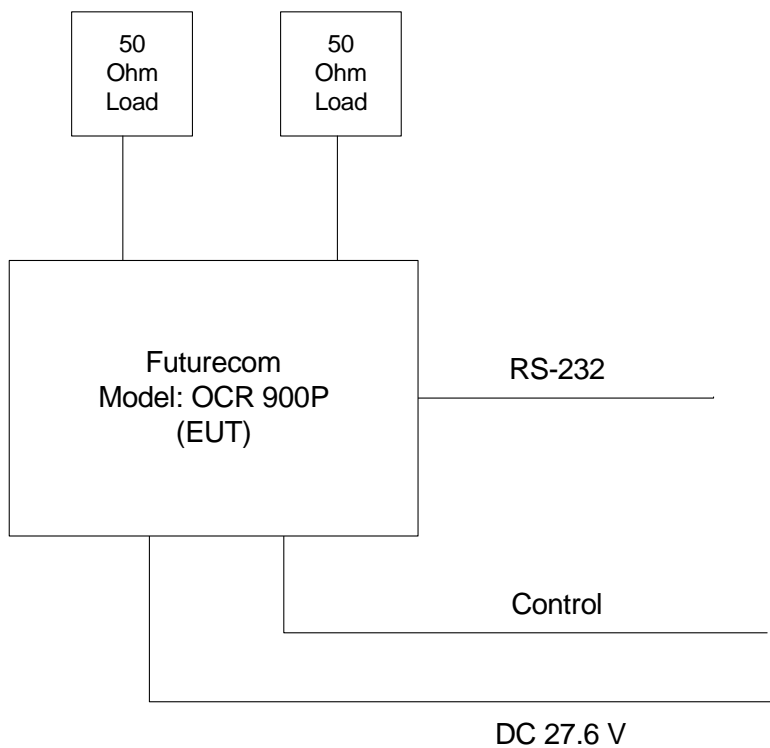 50
Ohm
Load
50
Ohm
Load
Futurecom
Model: OCR 900P
(EUT)
RS-232
Control
DC 27.6 V